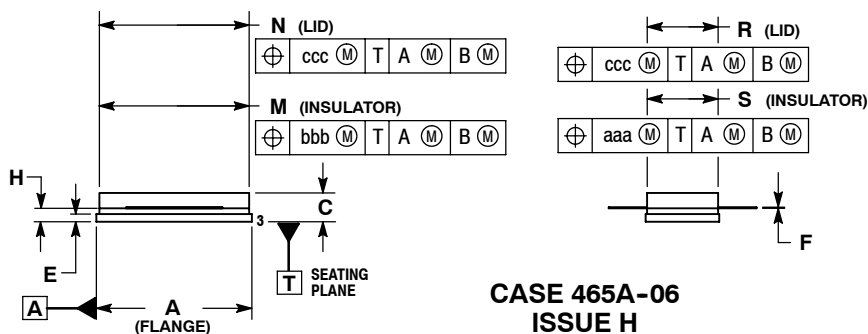 N (LID)
⌖ ccc Ⓜ T A Ⓜ B Ⓜ
M (INSULATOR)
⌖ bbb Ⓜ T A Ⓜ B Ⓜ
R (LID)
⌖ ccc Ⓜ T A Ⓜ B Ⓜ
S (INSULATOR)
⌖ aaa Ⓜ T A Ⓜ B Ⓜ
H
C
3
E
F
T SEATING
PLANE
A
A
(FLANGE)
CASE 465A-06
ISSUE H